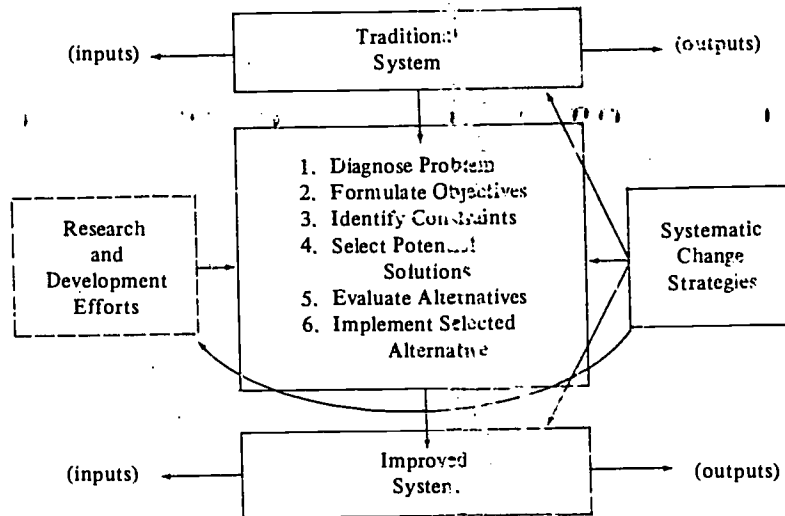 Traditional
(inputs)
(outputs)
System
1. Diagnose Problem
2. Formulate Objectives
3. Identify Constraints
4. Select Potential
Solutions
5. Evaluate Alternatives
6. Implement Selected
Alternative
Research
and
Development
Efforts
Systematic
Change
Strategies
Improved
System
(inputs)
(outputs)